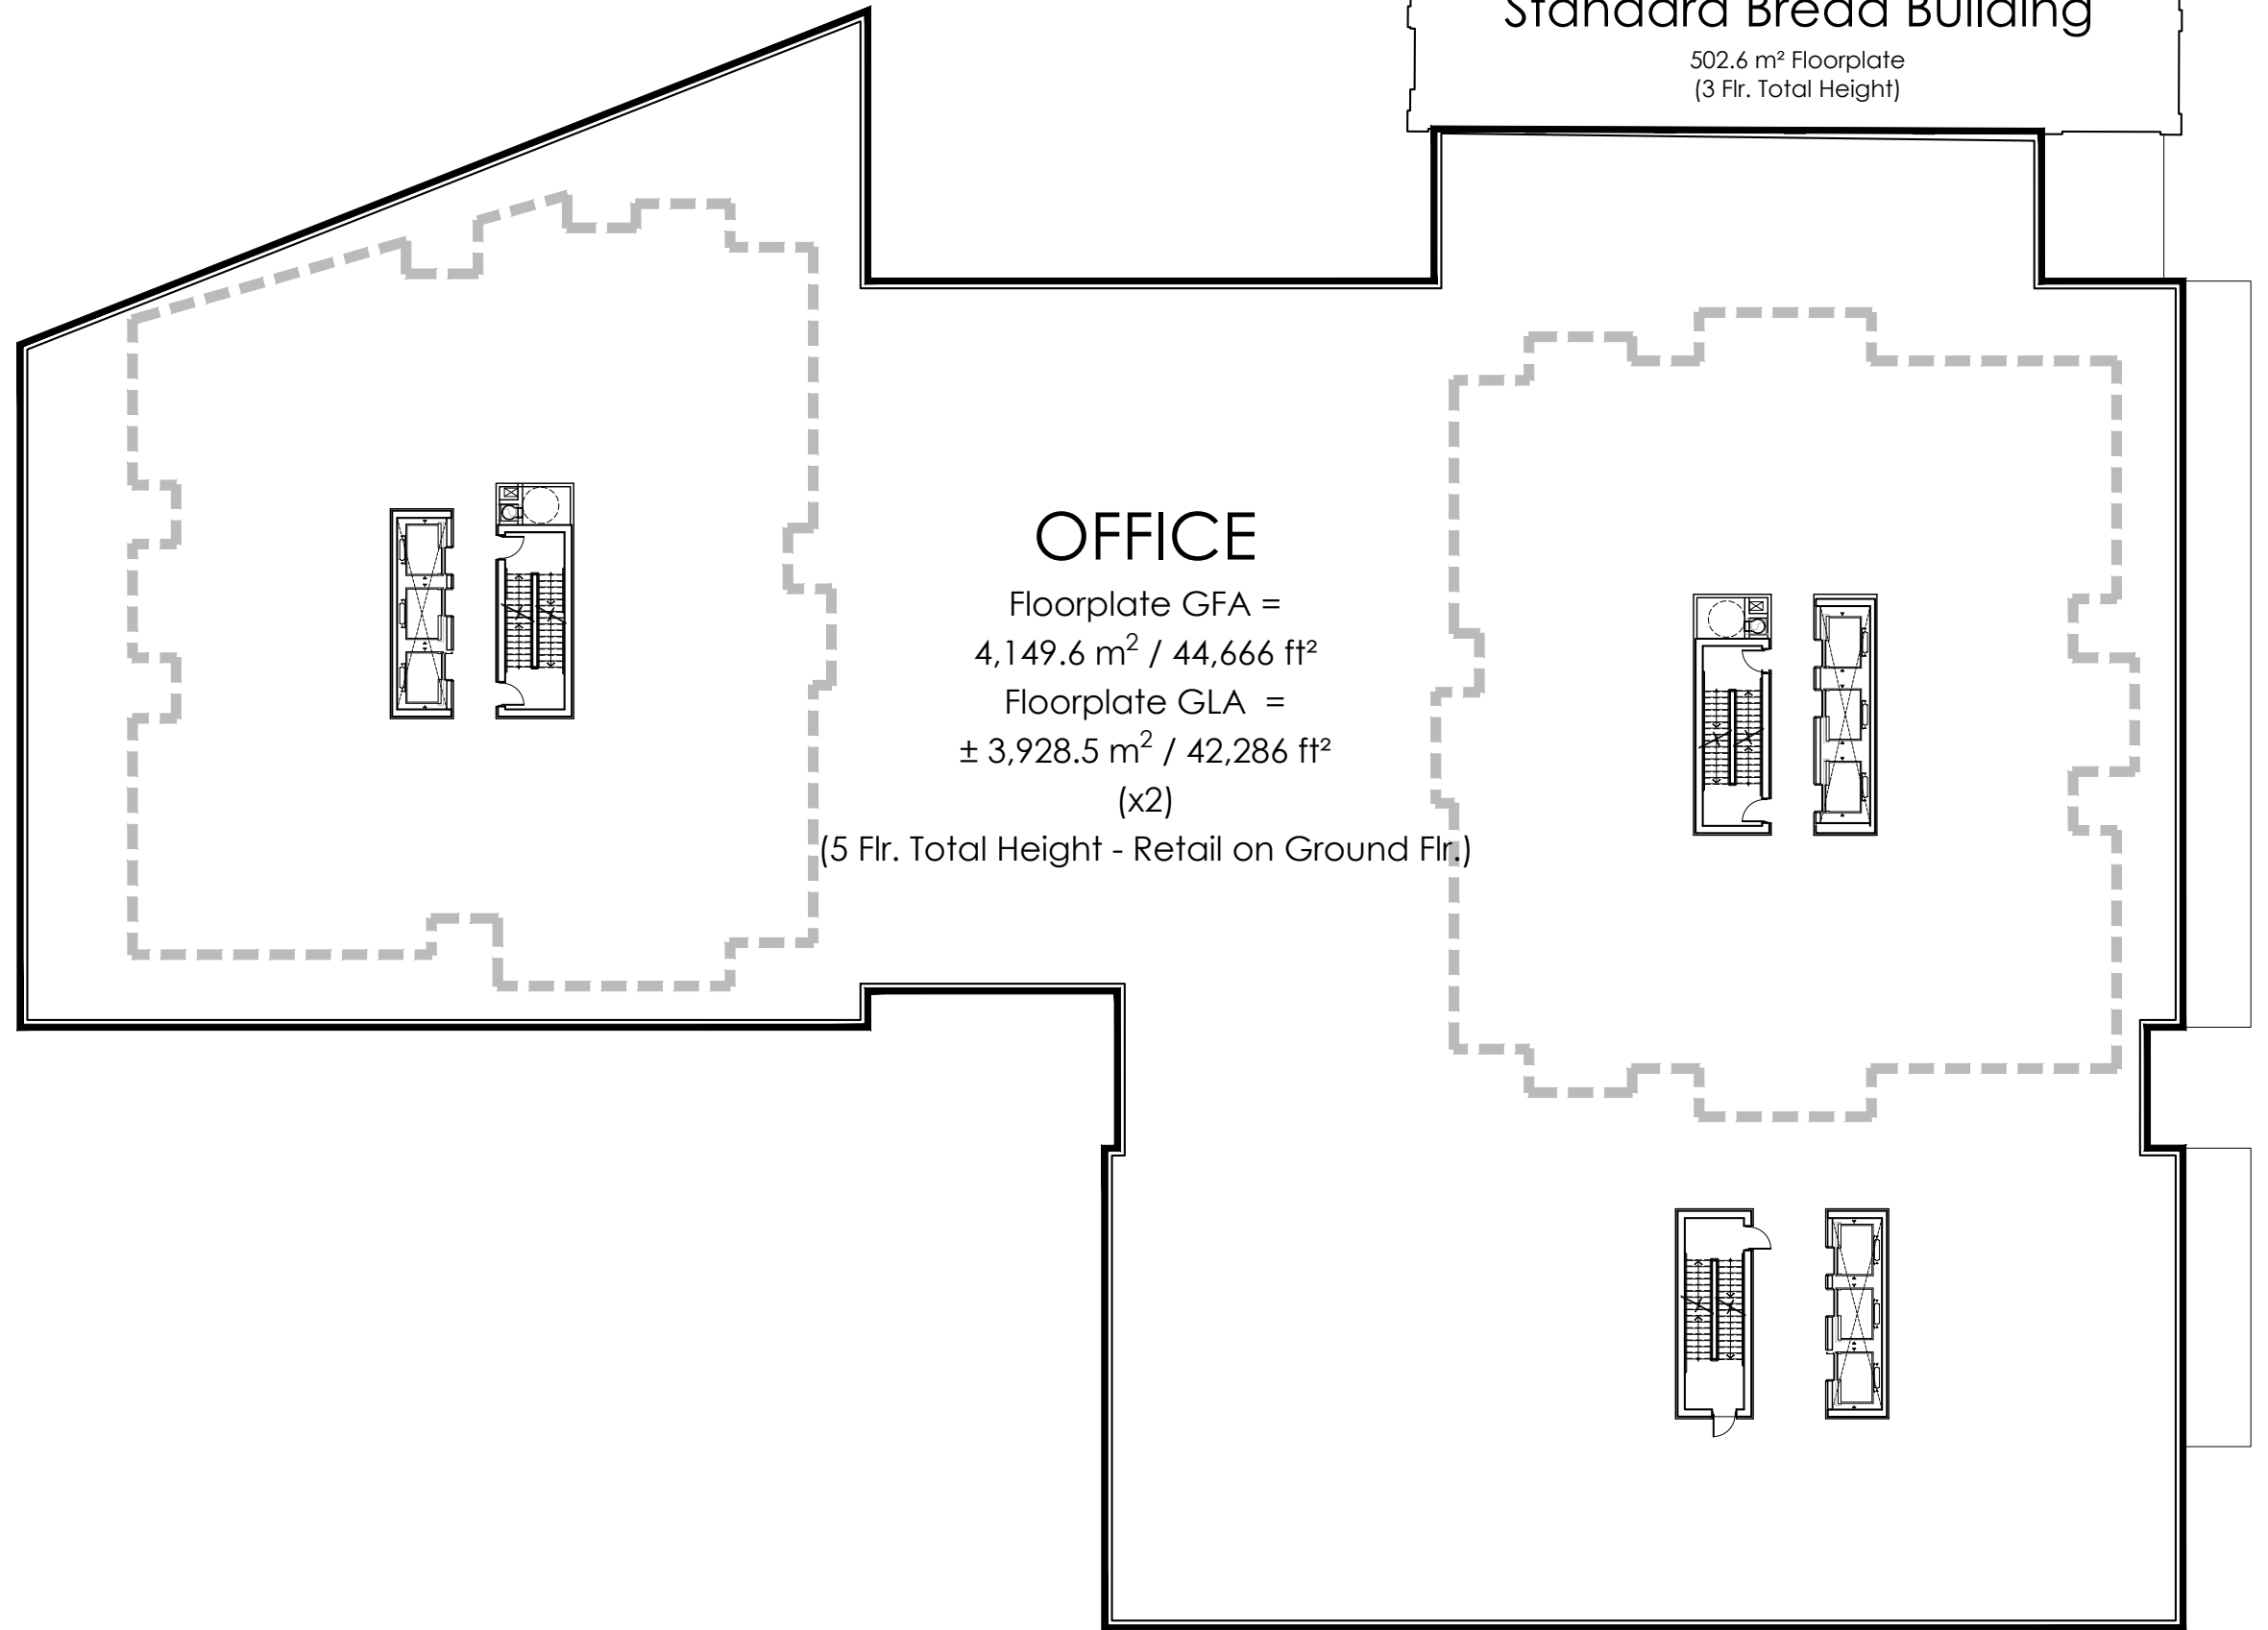 Standard Bread Building
502.6 m² Floorplate
(3 Flr. Total Height)
OFFICE
Floorplate GFA =
4,149.6 m² / 44,666 ft²
Floorplate GLA =
± 3,928.5 m² / 42,286 ft²
(x2)
(5 Flr. Total Height - Retail on Ground Flr.)